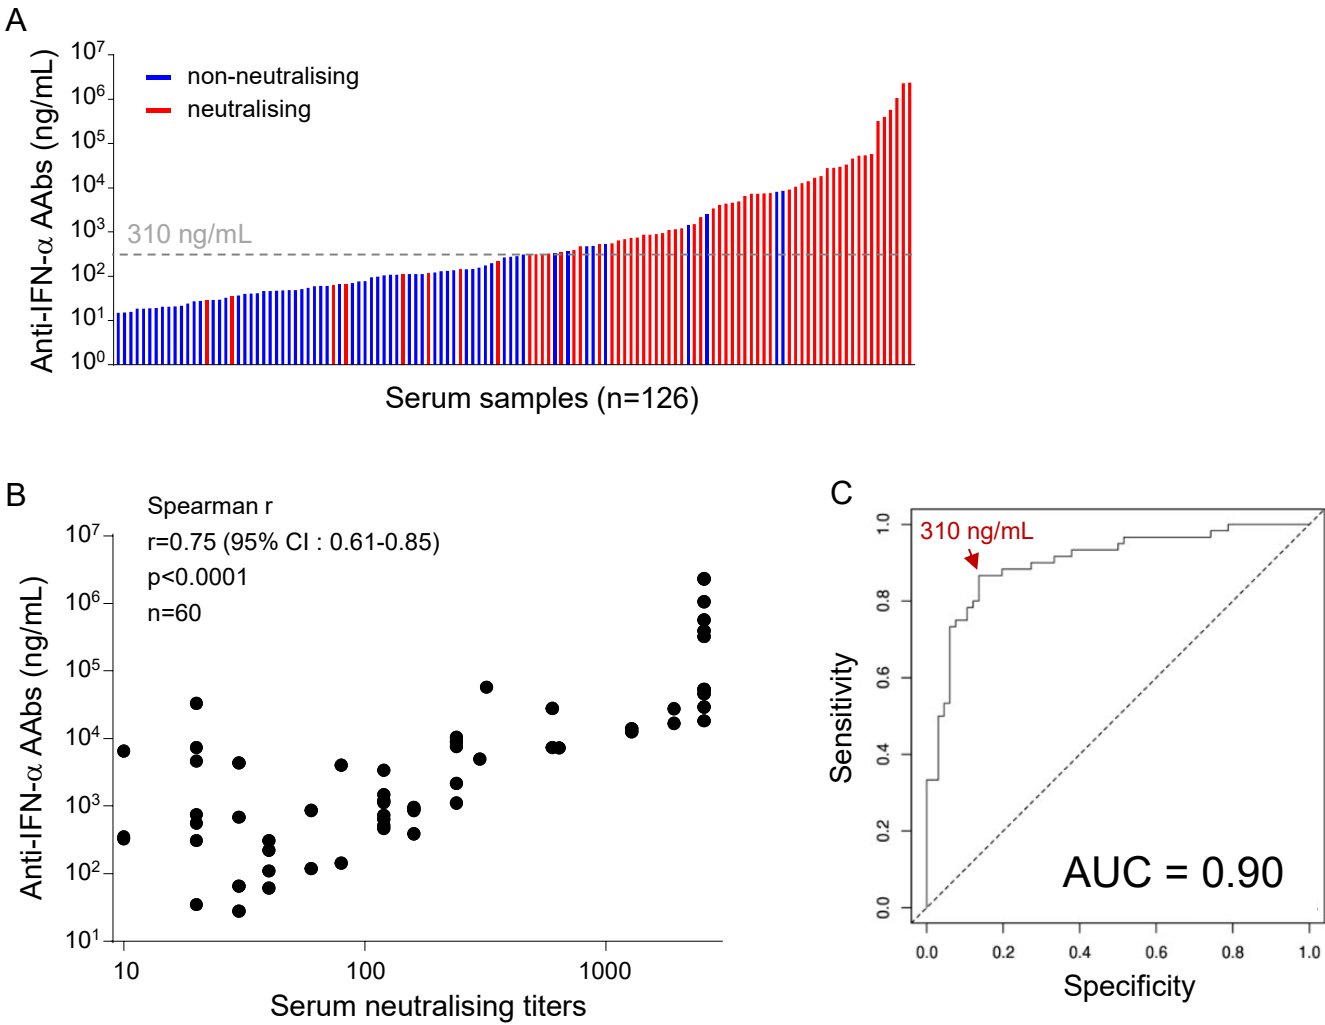 A
Anti-IFN-α AAbs (ng/mL)
10⁷
10⁶
10⁵
10⁴
10³
10²
10¹
10⁰
non-neutralising
neutralising
310 ng/mL
Serum samples (n=126)
B
Spearman r
r=0.75 (95% CI : 0.61-0.85)
p<0.0001
n=60
Anti-IFN-α AAbs (ng/mL)
10⁷
10⁶
10⁵
10⁴
10³
10²
10¹
10 100 1000
Serum neutralising titers
C
310 ng/mL
Sensitivity
1.0
0.8
0.6
0.4
0.2
0.0
AUC = 0.90
0.0 0.2 0.4 0.6 0.8 1.0
Specificity